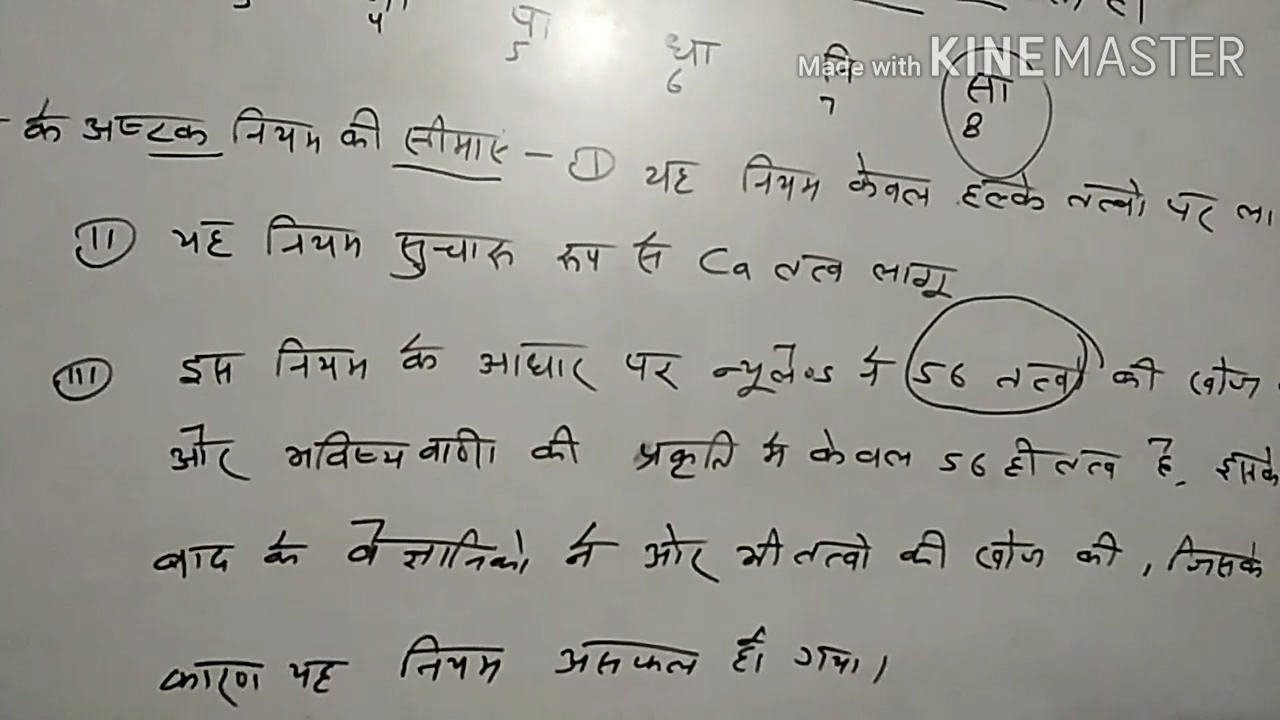 4 पा 5 धा 6 नि 7 सा 8
Made with KINEMASTER
के अष्टक नियम की सीमाएं - (I) यह नियम केवल हल्के तत्वो पर ला
(II) यह नियम सुचारू रूप से Ca तत्व लागू
(III) इस नियम के आधार पर न्यूलैण्ड ने 56 तत्वो की खोज
और भविष्यवाणी की प्रकृति मे केवल 56 ही तत्व है, इसके
बाद के वैज्ञानिको ने और भी तत्वो की खोज की, जिसके
कारण यह नियम असफल हो गया।